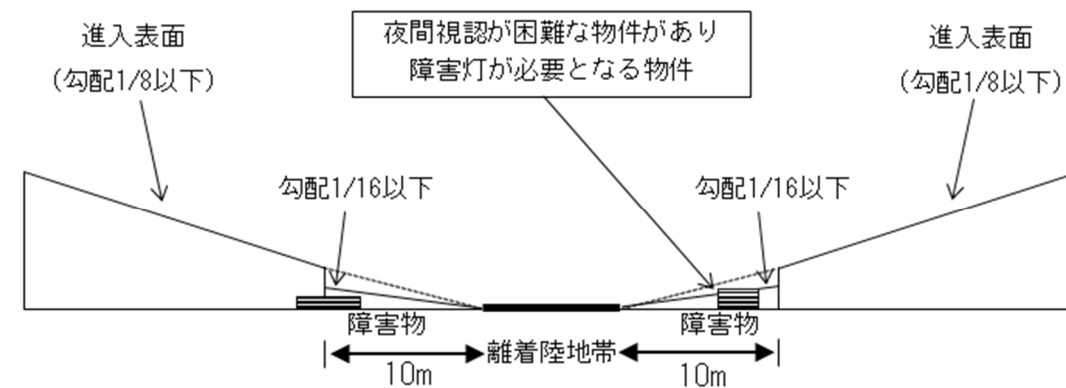 進入表面
(勾配1/8以下)
夜間視認が困難な物件があり
障害灯が必要となる物件
進入表面
(勾配1/8以下)
勾配1/16以下
勾配1/16以下
障害物
障害物
離着陸地帯
10m
10m